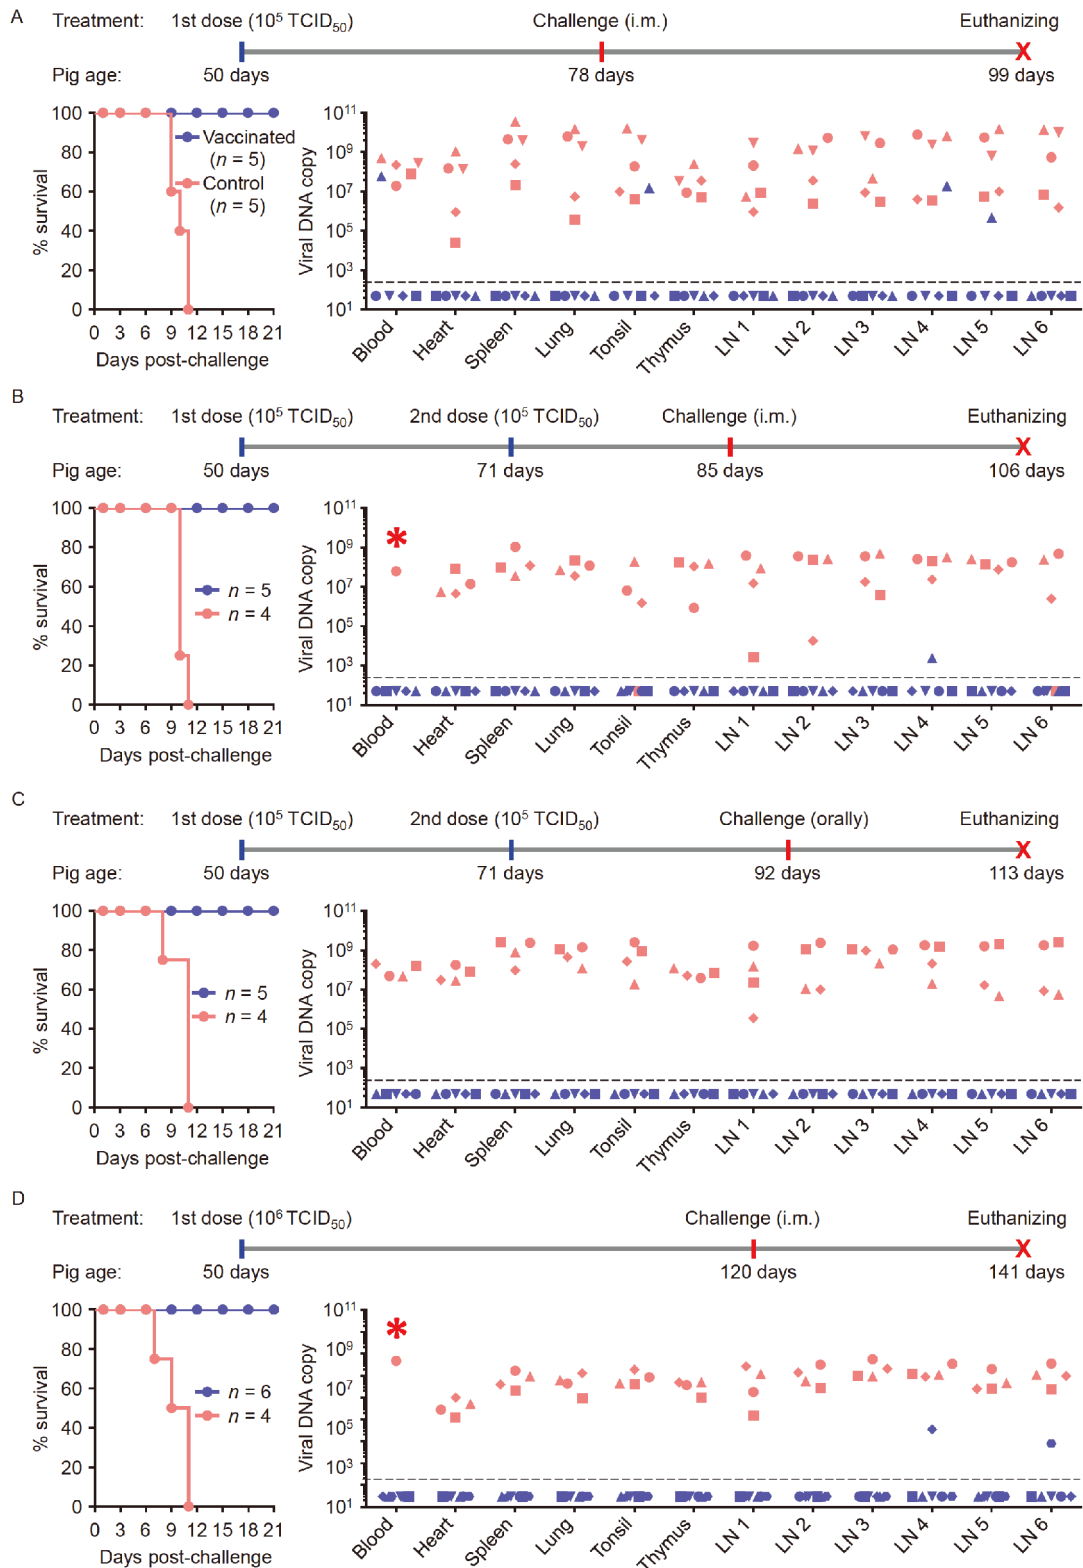 A
Treatment: 1st dose (10⁵ TCID₅₀) Challenge (i.m.) Euthanizing
Pig age: 50 days 78 days 99 days
% survival
100
80
60
40
20
0
0 3 6 9 12 15 18 21
Days post-challenge
Vaccinated
(n = 5)
Control
(n = 5)
Viral DNA copy
10¹¹
10⁹
10⁷
10⁵
10³
10¹
Blood Heart Spleen Lung Tonsil Thymus LN 1 LN 2 LN 3 LN 4 LN 5 LN 6
B
Treatment: 1st dose (10⁵ TCID₅₀) 2nd dose (10⁵ TCID₅₀) Challenge (i.m.) Euthanizing
Pig age: 50 days 71 days 85 days 106 days
% survival
100
80
60
40
20
0
0 3 6 9 12 15 18 21
Days post-challenge
n = 5
n = 4
Viral DNA copy
10¹¹
10⁹
10⁷
10⁵
10³
10¹
*
Blood Heart Spleen Lung Tonsil Thymus LN 1 LN 2 LN 3 LN 4 LN 5 LN 6
C
Treatment: 1st dose (10⁵ TCID₅₀) 2nd dose (10⁵ TCID₅₀) Challenge (orally) Euthanizing
Pig age: 50 days 71 days 92 days 113 days
% survival
100
80
60
40
20
0
0 3 6 9 12 15 18 21
Days post-challenge
n = 5
n = 4
Viral DNA copy
10¹¹
10⁹
10⁷
10⁵
10³
10¹
Blood Heart Spleen Lung Tonsil Thymus LN 1 LN 2 LN 3 LN 4 LN 5 LN 6
D
Treatment: 1st dose (10⁶ TCID₅₀) Challenge (i.m.) Euthanizing
Pig age: 50 days 120 days 141 days
% survival
100
80
60
40
20
0
0 3 6 9 12 15 18 21
Days post-challenge
n = 6
n = 4
Viral DNA copy
10¹¹
10⁹
10⁷
10⁵
10³
10¹
*
Blood Heart Spleen Lung Tonsil Thymus LN 1 LN 2 LN 3 LN 4 LN 5 LN 6